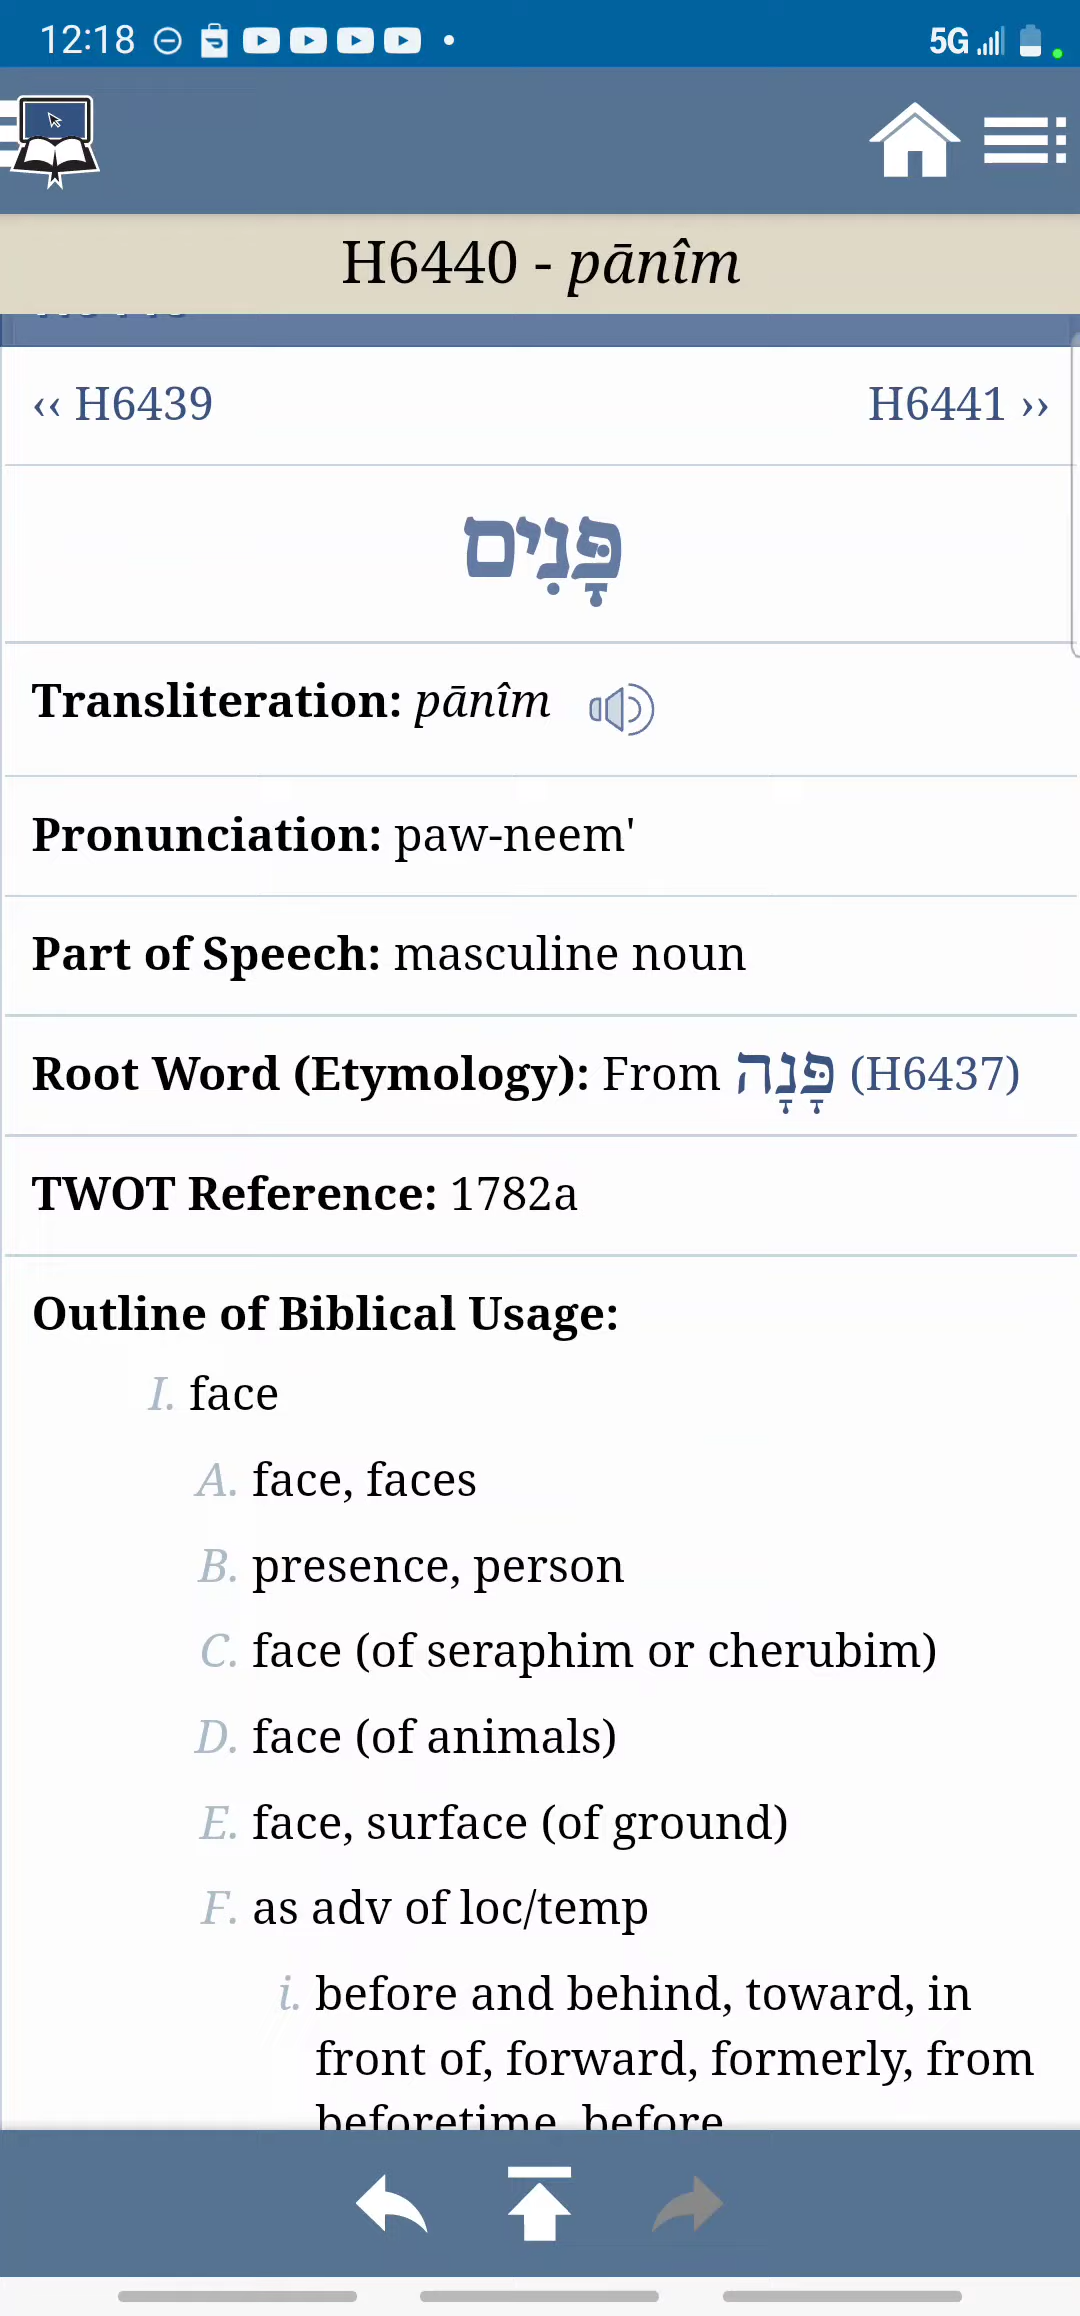 12:18
5G
H6440 - pānîm
‹‹ H6439
H6441 ››
פָּנִים
Transliteration: pānîm
Pronunciation: paw-neem'
Part of Speech: masculine noun
Root Word (Etymology): From פָּנָה (H6437)
TWOT Reference: 1782a
Outline of Biblical Usage:
I. face
A. face, faces
B. presence, person
C. face (of seraphim or cherubim)
D. face (of animals)
E. face, surface (of ground)
F. as adv of loc/temp
i. before and behind, toward, in
front of, forward, formerly, from
beforetime, before